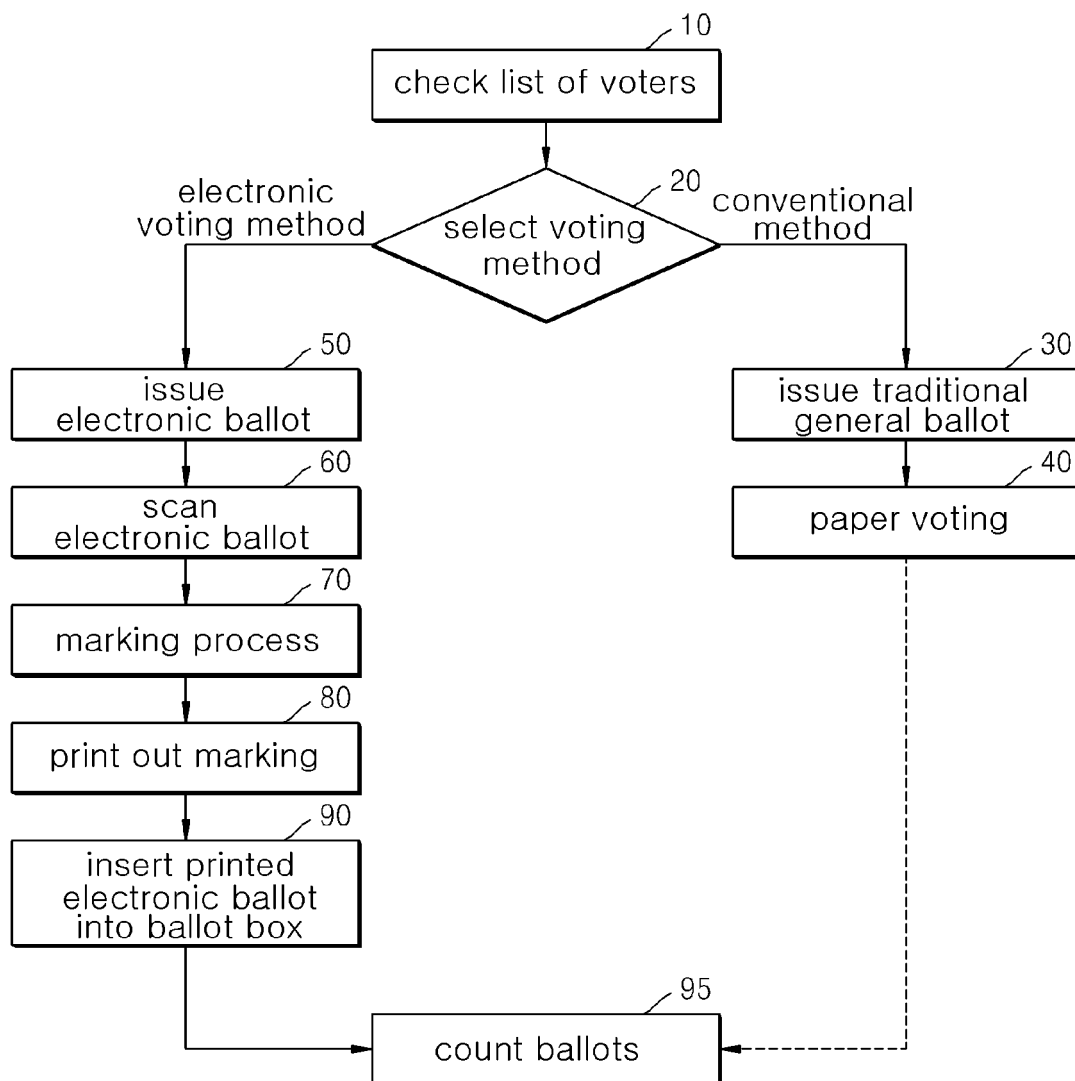 10
check list of voters
20
select voting
method
electronic
voting method
conventional
method
50
issue
electronic ballot
60
scan
electronic ballot
70
marking process
80
print out marking
90
insert printed
electronic ballot
into ballot box
30
issue traditional
general ballot
40
paper voting
95
count ballots